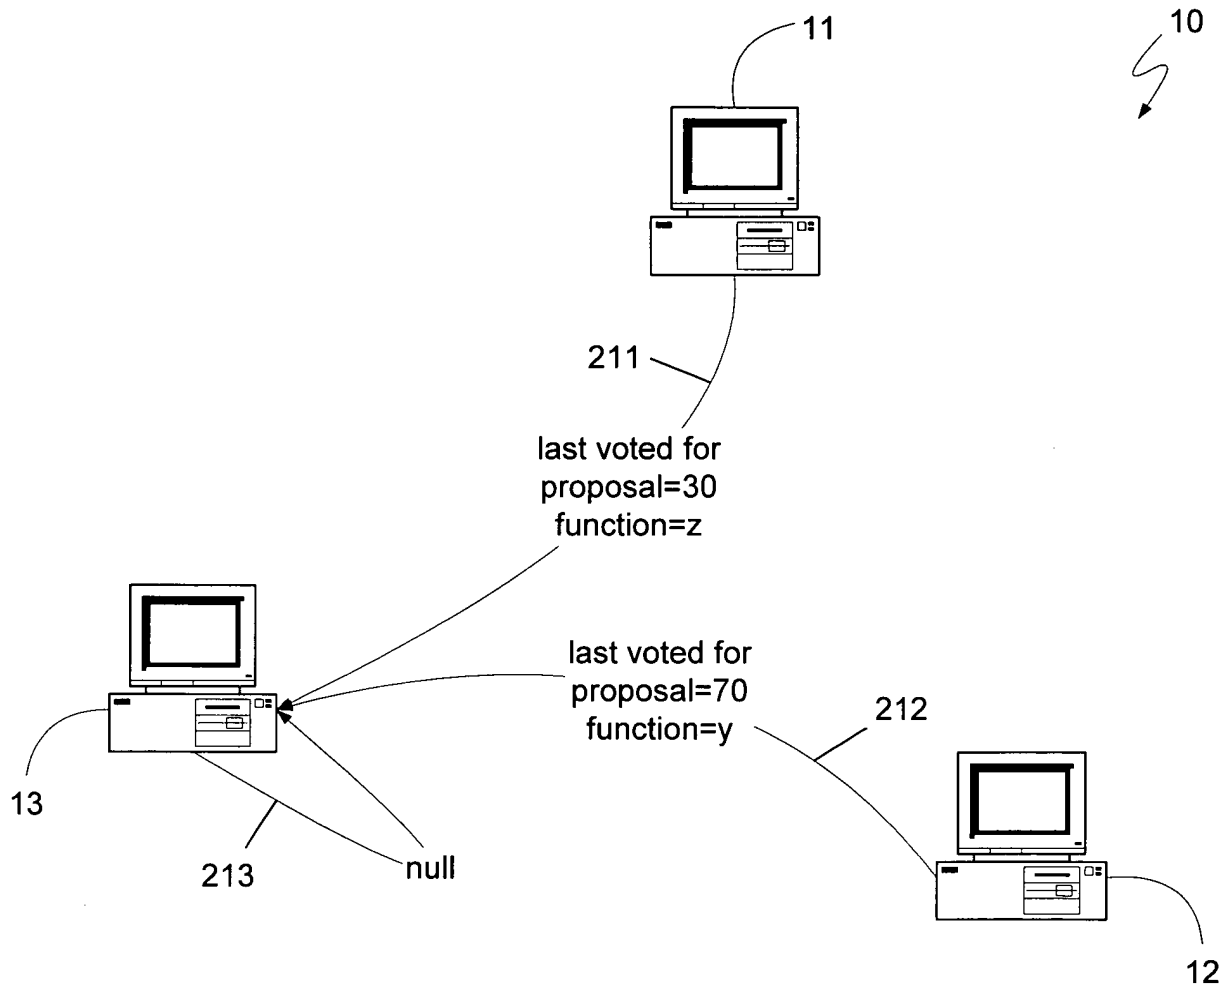 10
11
211
last voted for
proposal=30
function=z
last voted for
proposal=70
function=y
212
13
213
null
12